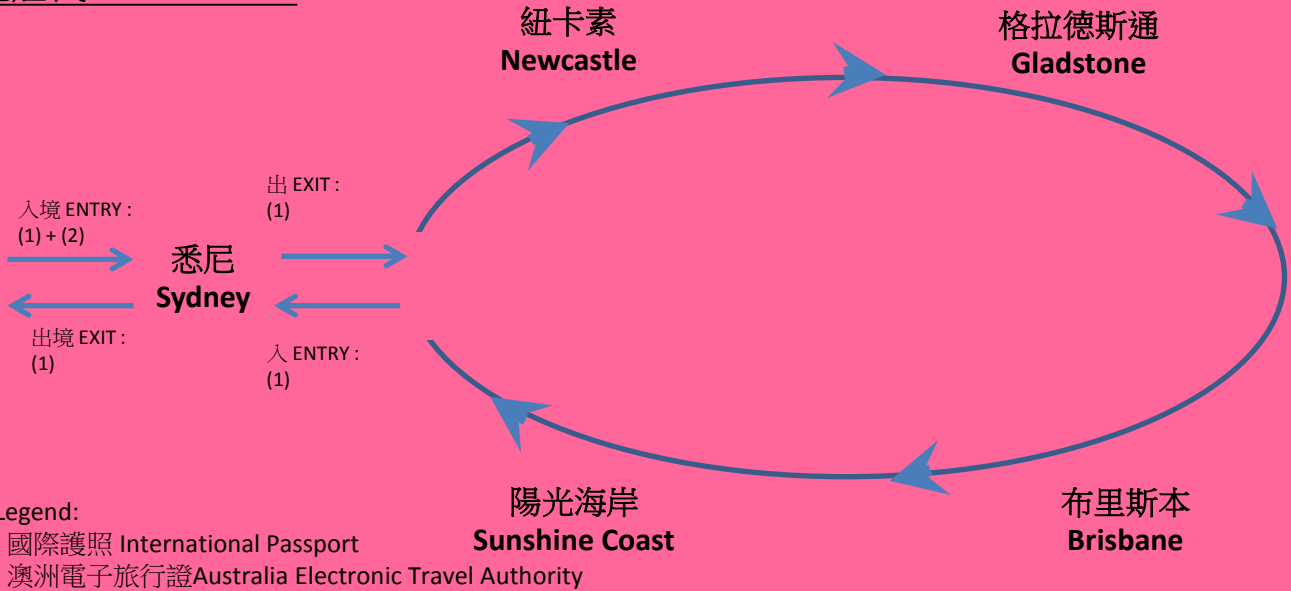 紐卡素
Newcastle
格拉德斯通
Gladstone
入境 ENTRY :
(1) + (2)
出 EXIT :
(1)
悉尼
Sydney
出境 EXIT :
(1)
入 ENTRY :
(1)
陽光海岸
Sunshine Coast
布里斯本
Brisbane
Legend:
國際護照 International Passport
澳洲電子旅行證Australia Electronic Travel Authority